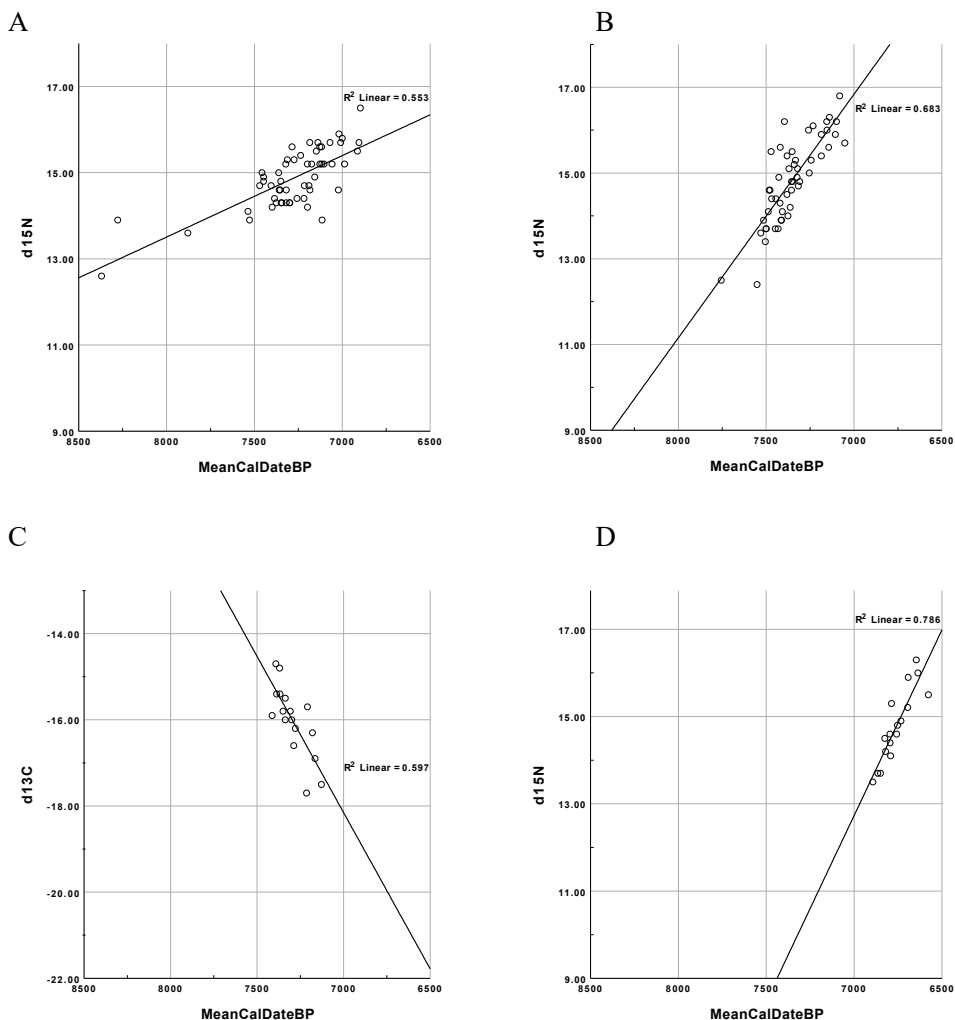 A
17.00
15.00
13.00
11.00
9.00
d15N
R2 Linear = 0.553
8500 8000 7500 7000 6500
MeanCalDateBP
B
17.00
15.00
13.00
11.00
9.00
d15N
R2 Linear = 0.683
8500 8000 7500 7000 6500
MeanCalDateBP
C
-14.00
-16.00
-18.00
-20.00
-22.00
d13C
R2 Linear = 0.597
8500 8000 7500 7000 6500
MeanCalDateBP
D
17.00
15.00
13.00
11.00
9.00
d15N
R2 Linear = 0.786
8500 8000 7500 7000 6500
MeanCalDateBP